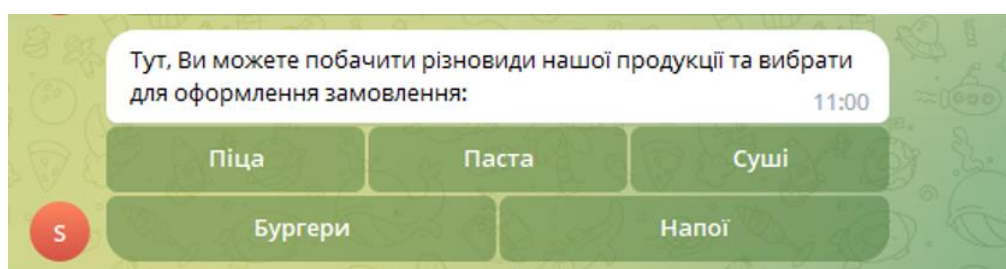 Тут, Ви можете побачити різновиди нашої продукції та вибрати
для оформлення замовлення:
11:00
Піца Паста Суші
S
Бургери Напої